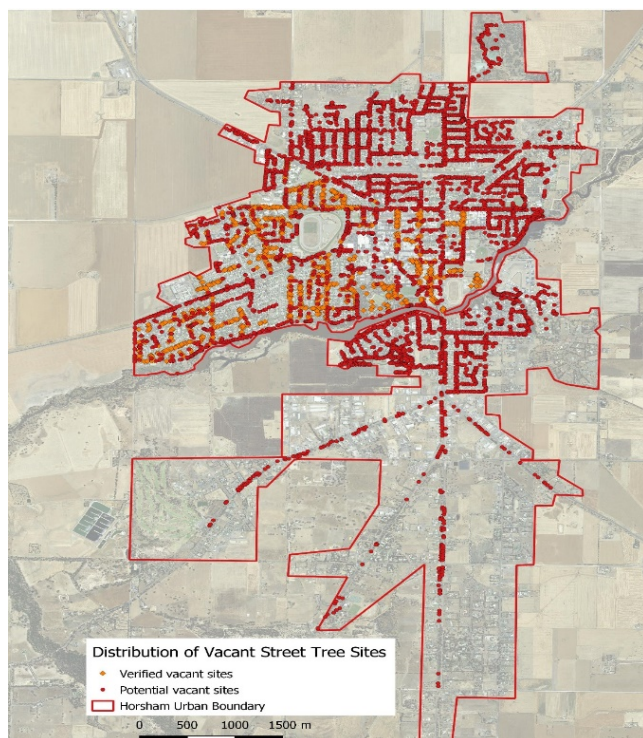 Distribution of Vacant Street Tree Sites
Verified vacant sites
Potential vacant sites
Horsham Urban Boundary
0 500 1000 1500 m